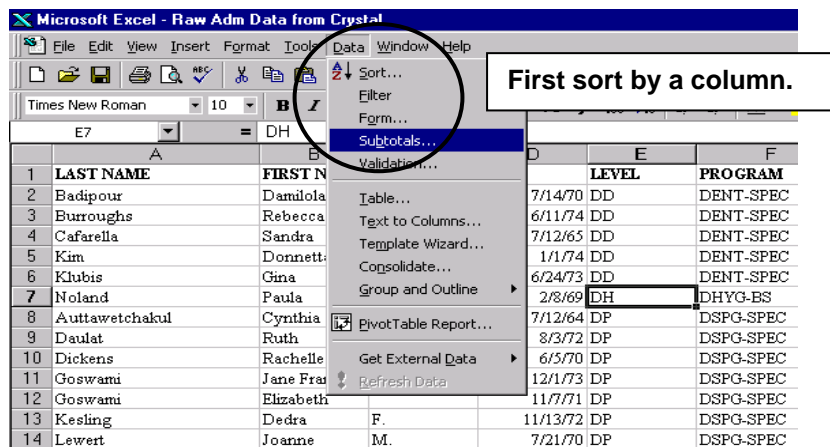 Microsoft Excel - Raw Adm Data from Crystal
File Edit View Insert Format Tools Data Window Help
First sort by a column.
Times New Roman 10 B I
E7 = DH
Sort...
Filter
Form...
Subtotals...
Validation...
Table...
Text to Columns...
Template Wizard...
Consolidate...
Group and Outline
PivotTable Report...
Get External Data
Refresh Data
A B D E F
1 LAST NAME FIRST N LEVEL PROGRAM
2 Badipour Damilola 7/14/70 DD DENT-SPEC
3 Burroughs Rebecca 6/11/74 DD DENT-SPEC
4 Cafarella Sandra 7/12/65 DD DENT-SPEC
5 Kim Donnetta 1/1/74 DD DENT-SPEC
6 Klubis Gina 6/24/73 DD DENT-SPEC
7 Noland Paula 2/8/69 DH DHYG-BS
8 Auttawetchakul Cynthia 7/12/64 DP DSPG-SPEC
9 Daulat Ruth 8/3/72 DP DSPG-SPEC
10 Dickens Rachelle 6/5/70 DP DSPG-SPEC
11 Goswami Jane Fra 12/1/73 DP DSPG-SPEC
12 Goswami Elizabeth 11/7/71 DP DSPG-SPEC
13 Kesling Dedra F. 11/13/72 DP DSPG-SPEC
14 Lewert Joanne M. 7/21/70 DP DSPG-SPEC